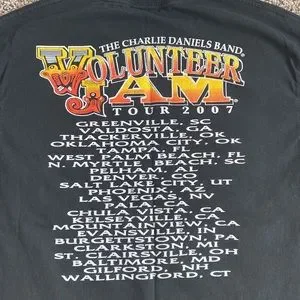 THE CHARLIE DANIELS BAND
VOLUNTEER
JAM
TOUR 2007
GREENVILLE, SC
VALDOSTA, GA
THACKERVILLE, OK
OKLAHOMA CITY, OK
TAMPA, FL
WEST PALM BEACH, FL
N. MYRTLE BEACH, SC
PELHAM, AL
DENVER, CO
SALT LAKE CITY, UT
PHOENIX, AZ
LAS VEGAS, NV
PALA, CA
CHULA VISTA, CA
KELSEYVILLE, CA
MOUNTAINVIEW, CA
EVANSVILLE, IN
BURGETTSTOWN, PA
CLARKSTON, MI
ST. CLAIRSVILLE, OH
BALTIMORE, MD
GILFORD, NH
WALLINGFORD, CT